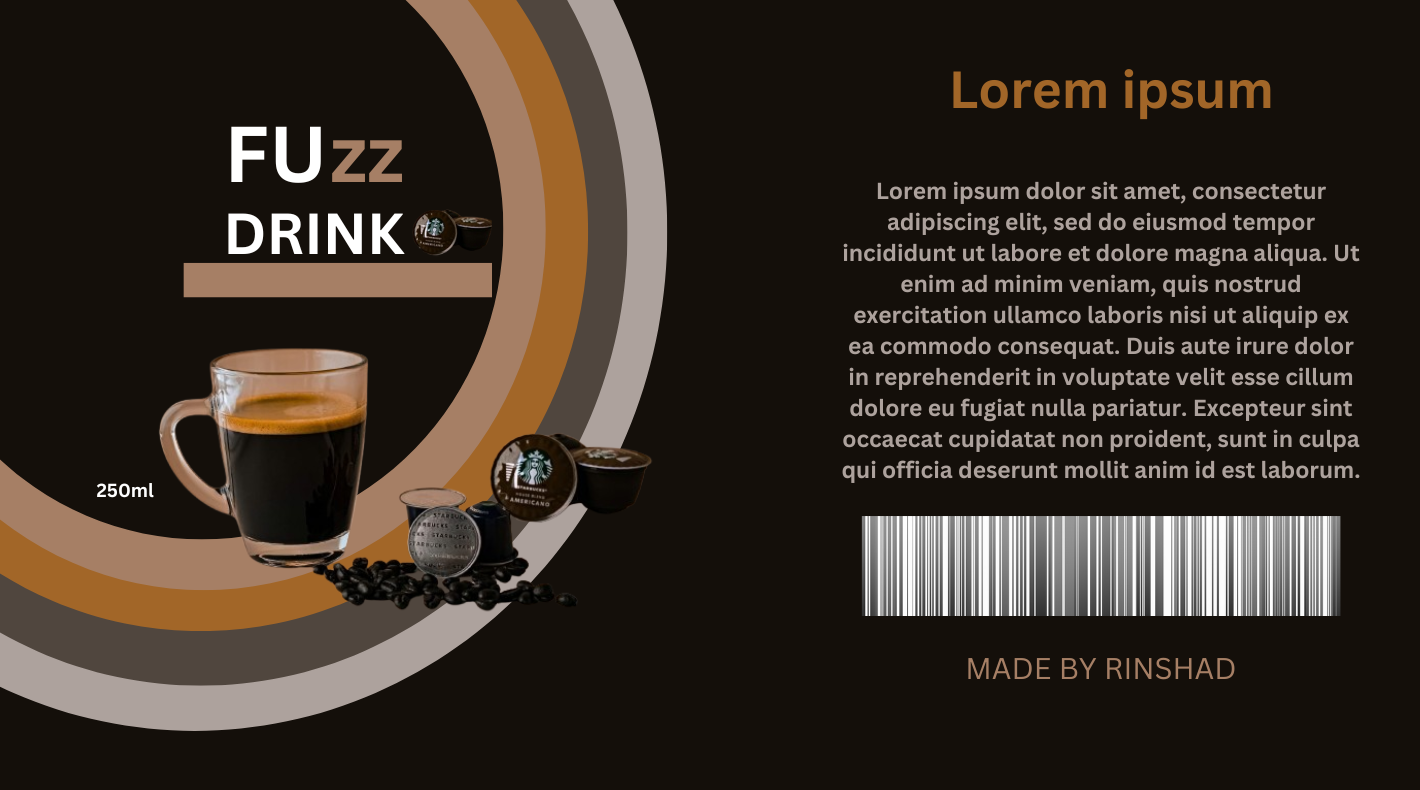 FUzz
DRINK
250ml
STARBUCKS
AMERICANO
Lorem ipsum
Lorem ipsum dolor sit amet, consectetur
adipiscing elit, sed do eiusmod tempor
incididunt ut labore et dolore magna aliqua. Ut
enim ad minim veniam, quis nostrud
exercitation ullamco laboris nisi ut aliquip ex
ea commodo consequat. Duis aute irure dolor
in reprehenderit in voluptate velit esse cillum
dolore eu fugiat nulla pariatur. Excepteur sint
occaecat cupidatat non proident, sunt in culpa
qui officia deserunt mollit anim id est laborum.
MADE BY RINSHAD